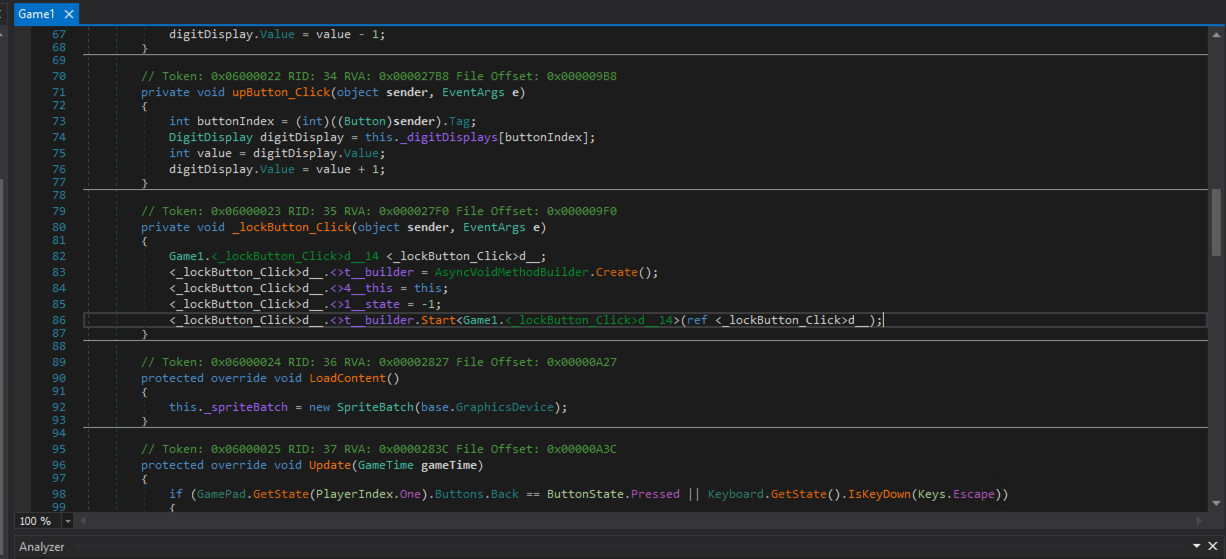 Game1
67 digitDisplay.Value = value - 1;
68 }
69
70 // Token: 0x06000022 RID: 34 RVA: 0x000027B8 File Offset: 0x000009B8
71 private void upButton_Click(object sender, EventArgs e)
72 {
73 int buttonIndex = (int)((Button)sender).Tag;
74 DigitDisplay digitDisplay = this._digitDisplays[buttonIndex];
75 int value = digitDisplay.Value;
76 digitDisplay.Value = value + 1;
77 }
78
79 // Token: 0x06000023 RID: 35 RVA: 0x000027F0 File Offset: 0x000009F0
80 private void _lockButton_Click(object sender, EventArgs e)
81 {
82 Game1.<_lockButton_Click>d__14 <_lockButton_Click>d__;
83 <_lockButton_Click>d__.<>t__builder = AsyncVoidMethodBuilder.Create();
84 <_lockButton_Click>d__.<>4__this = this;
85 <_lockButton_Click>d__.<>1__state = -1;
86 <_lockButton_Click>d__.<>t__builder.Start<Game1.<_lockButton_Click>d__14>(ref <_lockButton_Click>d__);
87 }
88
89 // Token: 0x06000024 RID: 36 RVA: 0x00002827 File Offset: 0x00000A27
90 protected override void LoadContent()
91 {
92 this._spriteBatch = new SpriteBatch(base.GraphicsDevice);
93 }
94
95 // Token: 0x06000025 RID: 37 RVA: 0x0000283C File Offset: 0x00000A3C
96 protected override void Update(GameTime gameTime)
97 {
98 if (GamePad.GetState(PlayerIndex.One).Buttons.Back == ButtonState.Pressed || Keyboard.GetState().IsKeyDown(Keys.Escape))
99 {
100 %
Analyzer